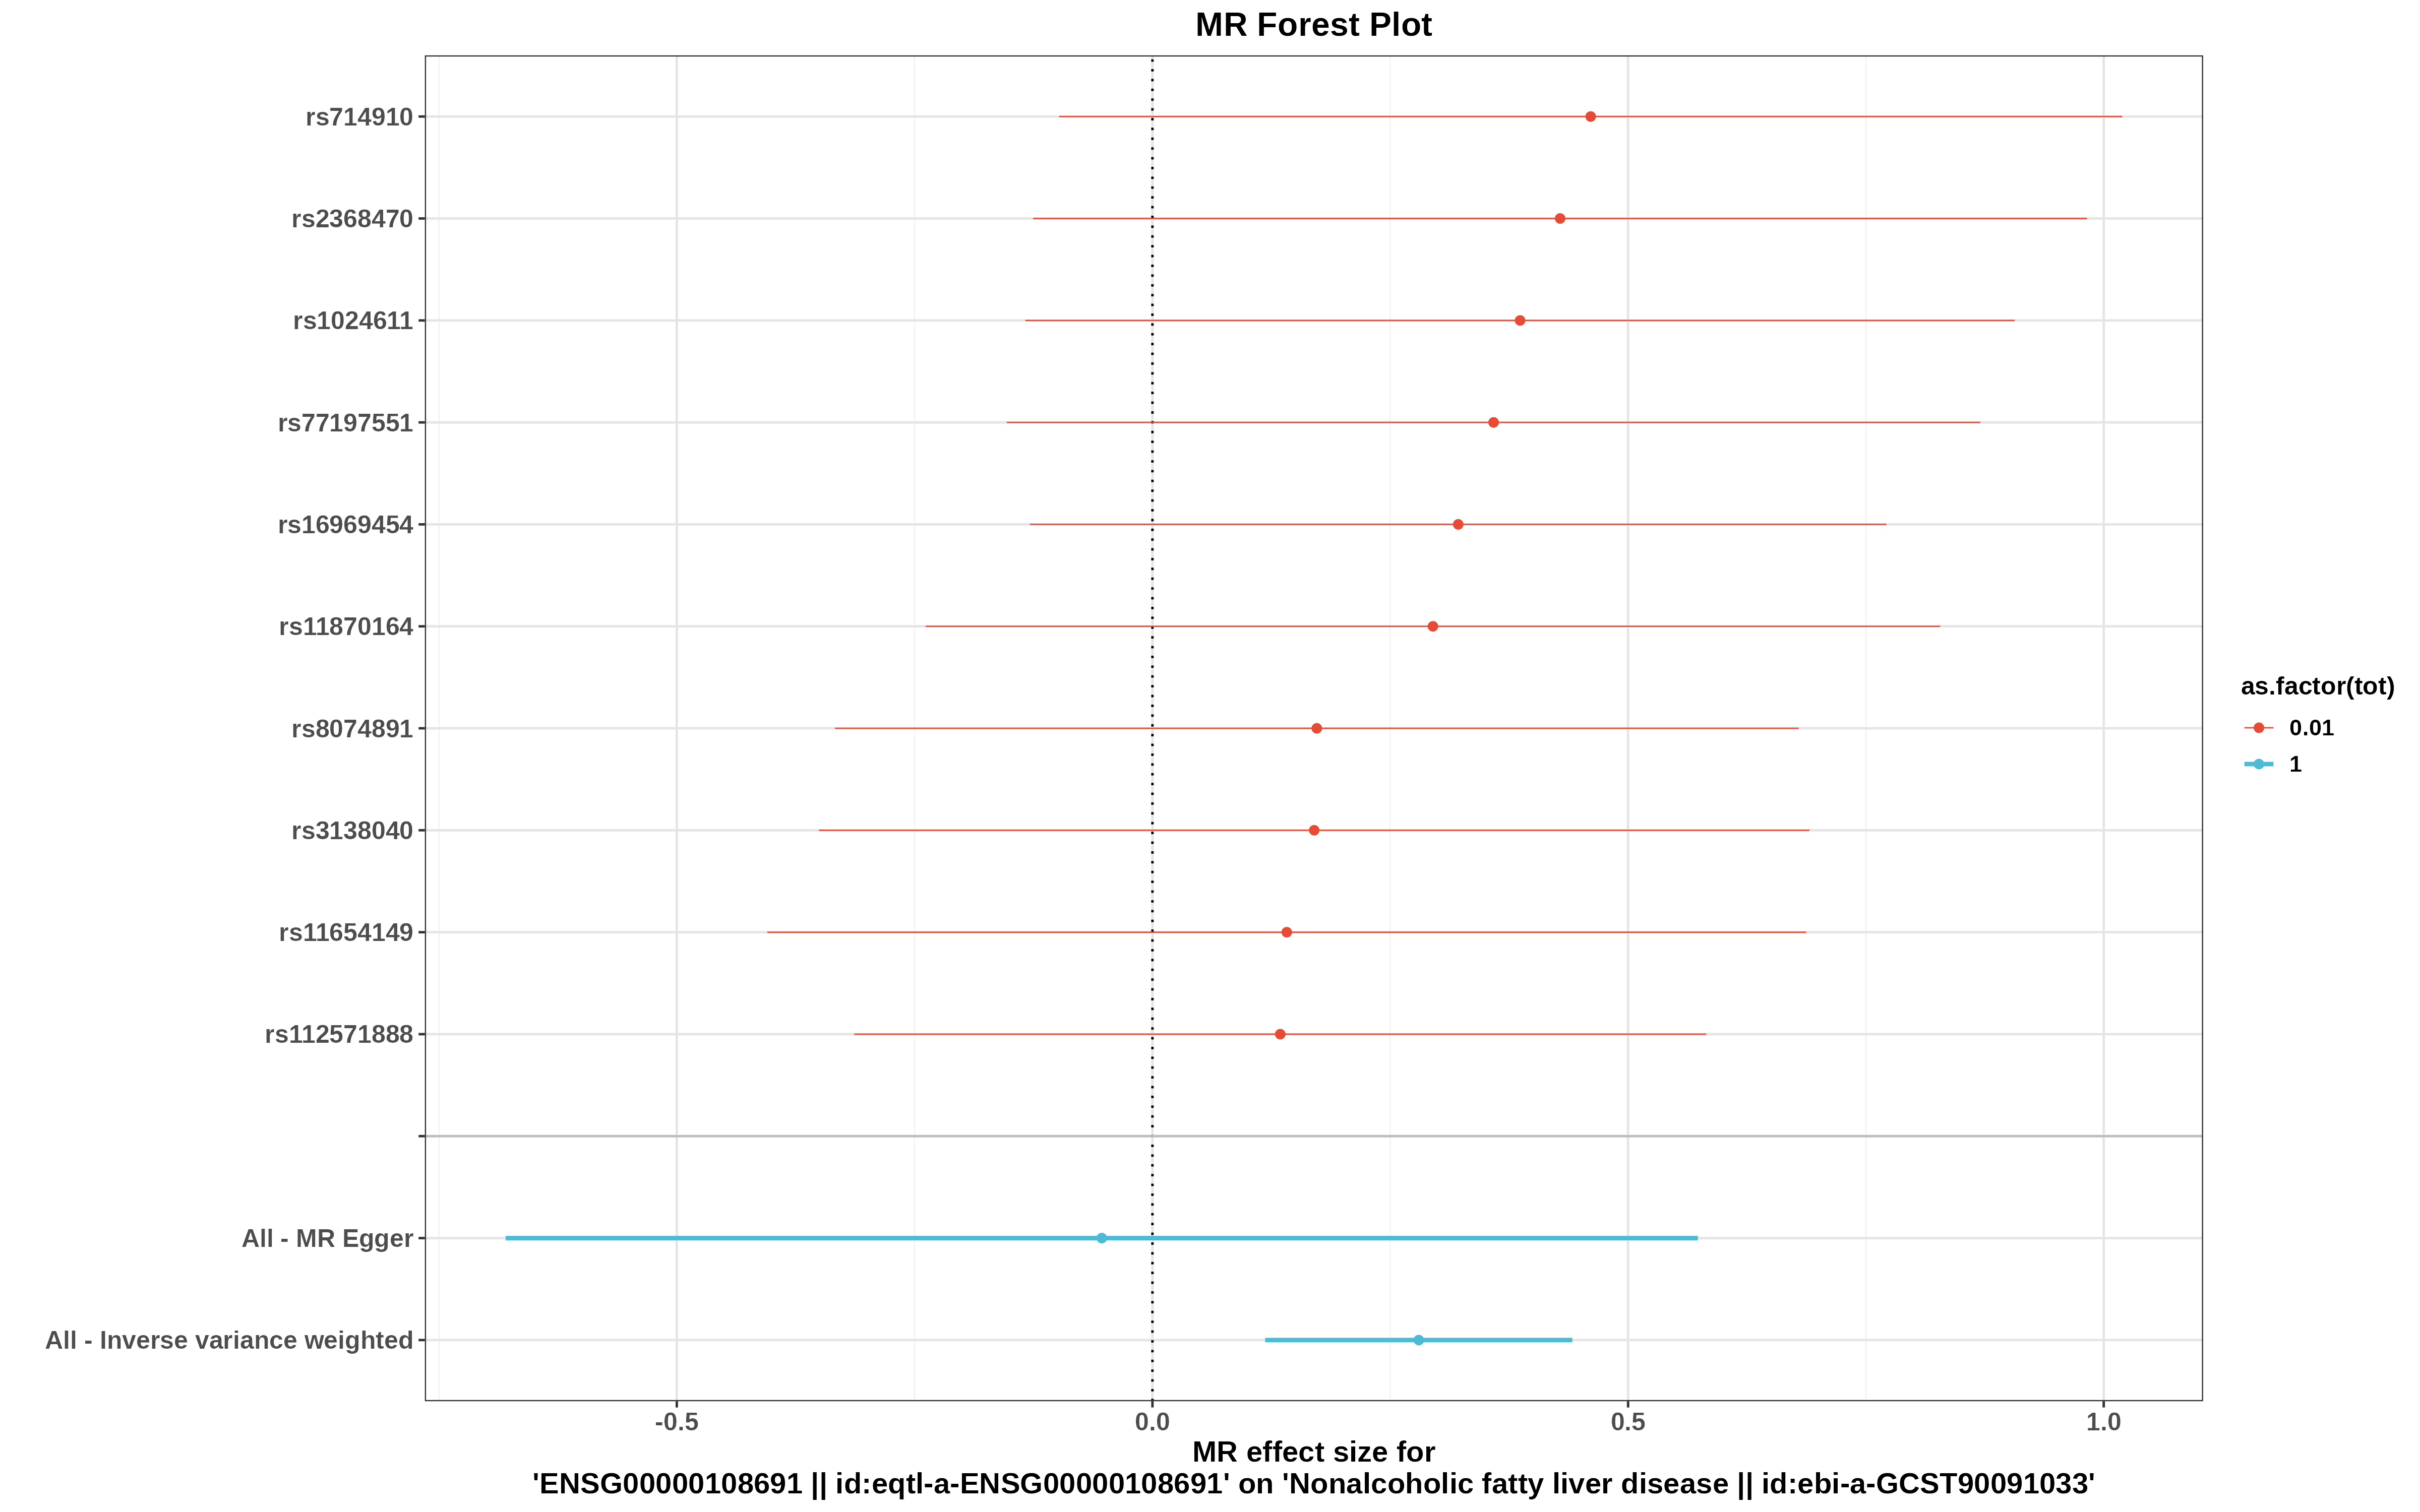 MR Forest Plot
rs714910
rs2368470
rs1024611
rs77197551
rs16969454
rs11870164
rs8074891
rs3138040
rs11654149
rs112571888
All - MR Egger
All - Inverse variance weighted
-0.5
0.0
0.5
1.0
MR effect size for
'ENSG00000108691 || id:eqtl-a-ENSG00000108691' on 'Nonalcoholic fatty liver disease || id:ebi-a-GCST90091033'
as.factor(tot)
0.01
1